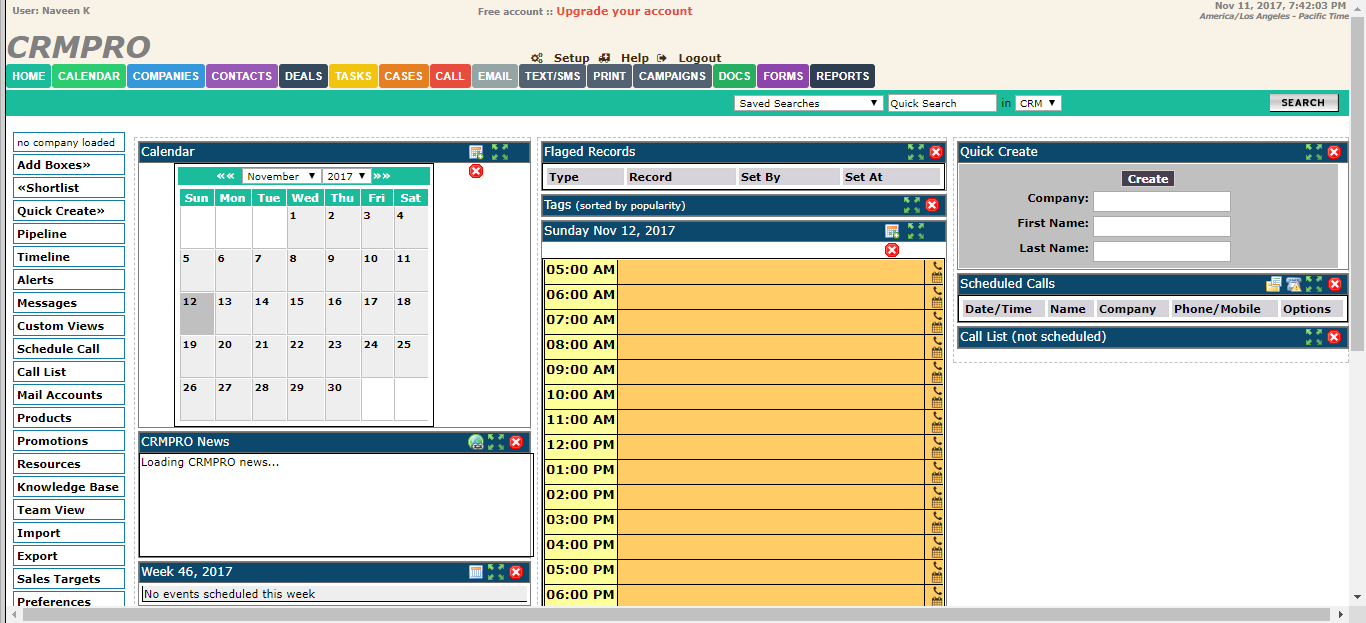 User: Naveen K
Free account :: Upgrade your account
Nov 11, 2017, 7:42:03 PM
America/Los Angeles - Pacific Time
CRMPRO
Setup Help Logout
HOME CALENDAR COMPANIES CONTACTS DEALS TASKS CASES CALL EMAIL TEXT/SMS PRINT CAMPAIGNS DOCS FORMS REPORTS
Saved Searches Quick Search in CRM SEARCH
no company loaded
Add Boxes»
«Shortlist
Quick Create»
Pipeline
Timeline
Alerts
Messages
Custom Views
Schedule Call
Call List
Mail Accounts
Products
Promotions
Resources
Knowledge Base
Team View
Import
Export
Sales Targets
Preferences
Calendar
«« November 2017 »»
Sun Mon Tue Wed Thu Fri Sat
1 2 3 4
5 6 7 8 9 10 11
12 13 14 15 16 17 18
19 20 21 22 23 24 25
26 27 28 29 30
CRMPRO News
Loading CRMPRO news...
Week 46, 2017
No events scheduled this week
Flaged Records
Type Record Set By Set At
Tags (sorted by popularity)
Sunday Nov 12, 2017
05:00 AM
06:00 AM
07:00 AM
08:00 AM
09:00 AM
10:00 AM
11:00 AM
12:00 PM
01:00 PM
02:00 PM
03:00 PM
04:00 PM
05:00 PM
06:00 PM
Quick Create
Create
Company:
First Name:
Last Name:
Scheduled Calls
Date/Time Name Company Phone/Mobile Options
Call List (not scheduled)